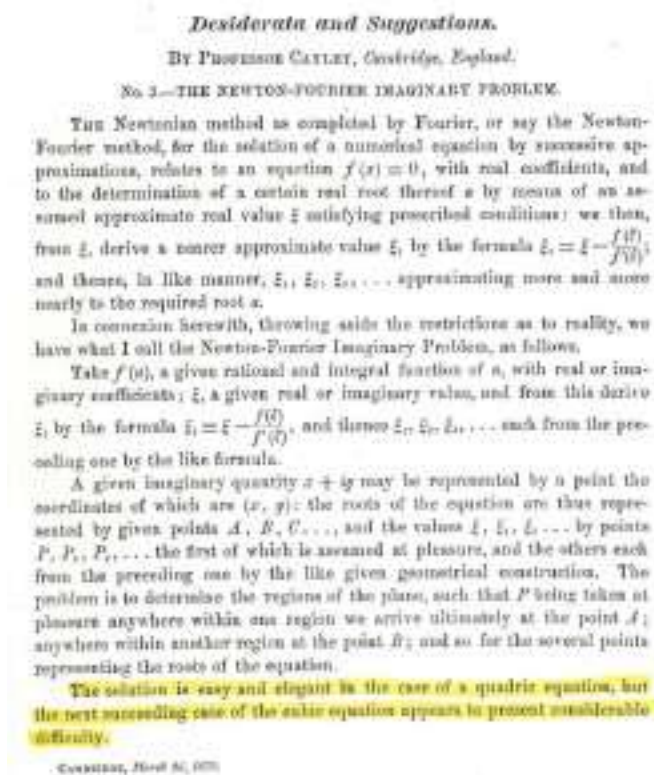 Desiderata and Suggestions.
BY PROFESSOR CAYLEY, Cambridge, England.
No. 3.—THE NEWTON-FOURIER IMAGINARY PROBLEM.
THE Newtonian method as completed by Fourier, or say the Newton-
Fourier method, for the solution of a numerical equation by successive ap-
proximations, relates to an equation f(x) = 0, with real coefficients, and
to the determination of a certain real root thereof a by means of an as-
sumed approximate real value ξ satisfying prescribed conditions: we then,
from ξ, derive a nearer approximate value ξ₁ by the formula ξ₁ = ξ − f(ξ)/f′(ξ);
and thence, in like manner, ξ₁, ξ₂, ξ₃, ... approximating more and more
nearly to the required root a.
In connexion herewith, throwing aside the restrictions as to reality, we
have what I call the Newton-Fourier Imaginary Problem, as follows.
Take f(u), a given rational and integral function of u, with real or ima-
ginary coefficients; ξ, a given real or imaginary value, and from this derive
ξ₁ by the formula ξ₁ = ξ − f(ξ)/f′(ξ), and thence ξ₁, ξ₂, ξ₃, ... each from the pre-
ceding one by the like formula.
A given imaginary quantity x + iy may be represented by a point the
coordinates of which are (x, y): the roots of the equation are thus repre-
sented by given points A, B, C ..., and the values ξ, ξ₁, ξ₂ ... by points
P, P₁, P₂, ... the first of which is assumed at pleasure, and the others each
from the preceding one by the like given geometrical construction. The
problem is to determine the regions of the plane, such that P being taken at
pleasure anywhere within one region we arrive ultimately at the point A;
anywhere within another region at the point B; and so for the several points
representing the roots of the equation.
The solution is easy and elegant in the case of a quadric equation, but
the next succeeding case of the cubic equation appears to present considerable
difficulty.
CAMBRIDGE, March